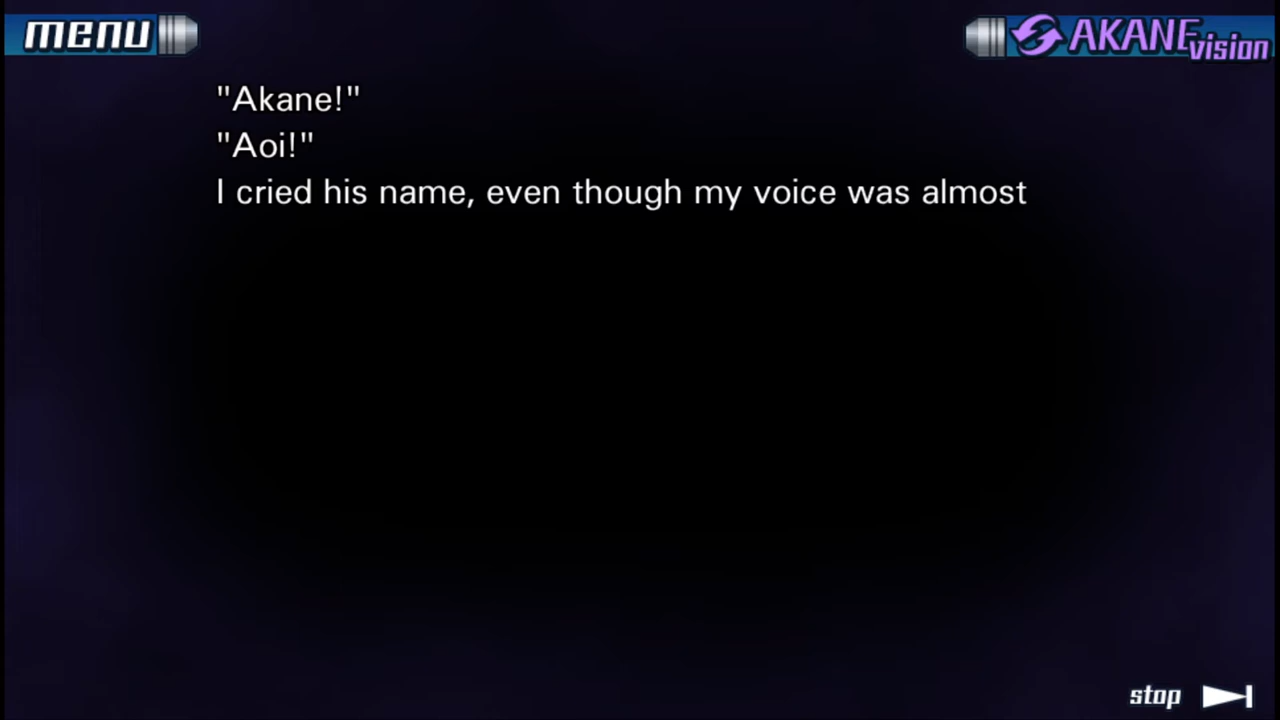 menu
AKANE vision
"Akane!"
"Aoi!"
I cried his name, even though my voice was almost
stop